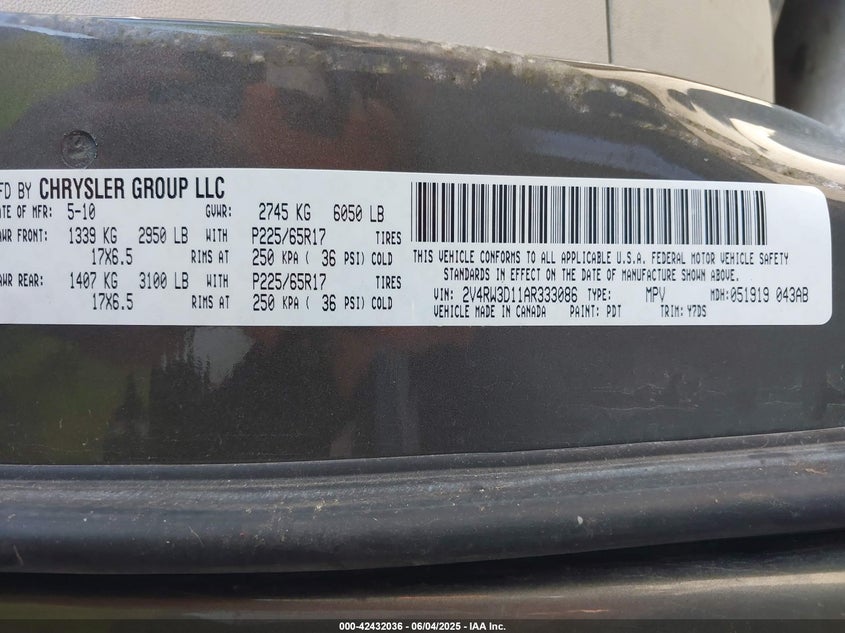 FD BY CHRYSLER GROUP LLC
ATE OF MFR: 5-10 GVWR: 2745 KG 6050 LB
AWR FRONT: 1339 KG 2950 LB WITH P225/65R17 TIRES
17X6.5 RIMS AT 250 KPA ( 36 PSI) COLD
AWR REAR: 1407 KG 3100 LB WITH P225/65R17 TIRES
17X6.5 RIMS AT 250 KPA ( 36 PSI) COLD
THIS VEHICLE CONFORMS TO ALL APPLICABLE U.S.A. FEDERAL MOTOR VEHICLE SAFETY
STANDARDS IN EFFECT ON THE DATE OF MANUFACTURE SHOWN ABOVE.
VIN: 2V4RW3D11AR333086 TYPE: MPV MDH:051919 043AB
VEHICLE MADE IN CANADA PAINT: PDT TRIM: Y7DS
000-42432036 - 06/04/2025 - IAA Inc.